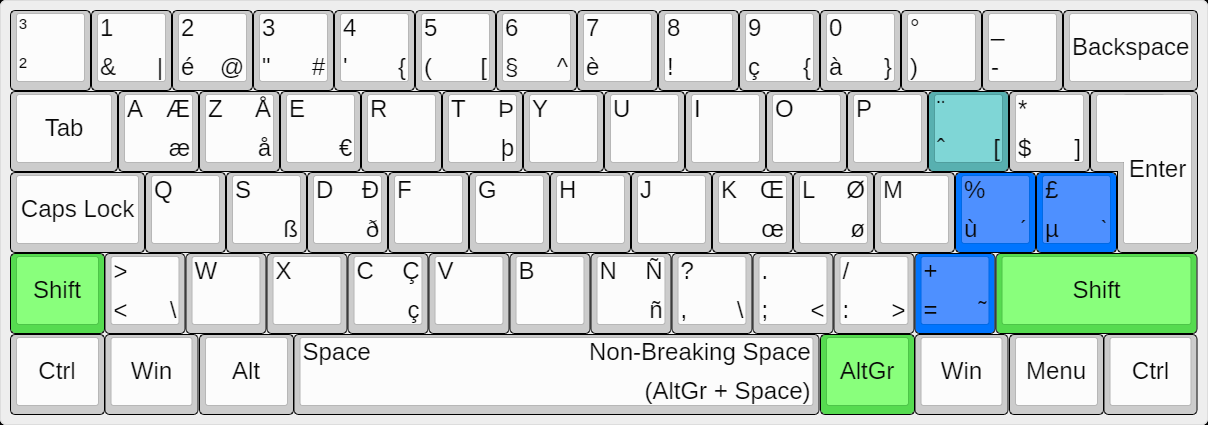 ³ 1 2 3 4 5 6 7 8 9 0 ° _ Backspace
² & | é @ " # ' { ( [ § ^ è ! ç { à } ) -
Tab A Æ Z Å E R T Þ Y U I O P ¨ * Enter
æ å € þ ˆ [ $ ]
Caps Lock Q S D Ð F G H J K Œ L Ø M % £
ß ð œ ø ù ´ µ `
Shift > W X C Ç V B N Ñ ? . / + Shift
< \ ç ñ , \ ; < : > = ~
Ctrl Win Alt Space Non-Breaking Space AltGr Win Menu Ctrl
(AltGr + Space)